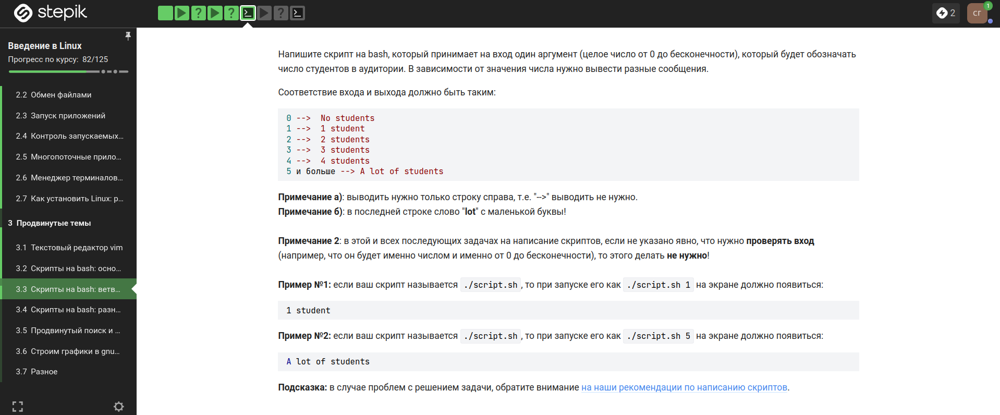 stepik
2
СГ
1
Введение в Linux
Прогресс по курсу: 82/125
2.2 Обмен файлами
2.3 Запуск приложений
2.4 Контроль запускаемых...
2.5 Многопоточные прило...
2.6 Менеджер терминалов...
2.7 Как установить Linux: р...
3 Продвинутые темы
3.1 Текстовый редактор vim
3.2 Скрипты на bash: осно...
3.3 Скрипты на bash: ветв...
3.4 Скрипты на bash: разн...
3.5 Продвинутый поиск и ...
3.6 Строим графики в gnu...
3.7 Разное
Напишите скрипт на bash, который принимает на вход один аргумент (целое число от 0 до бесконечности), который будет обозначать
число студентов в аудитории. В зависимости от значения числа нужно вывести разные сообщения.
Соответствие входа и выхода должно быть таким:
0 -->  No students
1 -->  1 student
2 -->  2 students
3 -->  3 students
4 -->  4 students
5 и больше --> A lot of students
Примечание а): выводить нужно только строку справа, т.е. "-->" выводить не нужно.
Примечание б): в последней строке слово "lot" с маленькой буквы!
Примечание 2: в этой и всех последующих задачах на написание скриптов, если не указано явно, что нужно проверять вход
(например, что он будет именно числом и именно от 0 до бесконечности), то этого делать не нужно!
Пример №1: если ваш скрипт называется ./script.sh, то при запуске его как ./script.sh 1 на экране должно появиться:
1 student
Пример №2: если ваш скрипт называется ./script.sh, то при запуске его как ./script.sh 5 на экране должно появиться:
A lot of students
Подсказка: в случае проблем с решением задачи, обратите внимание на наши рекомендации по написанию скриптов.